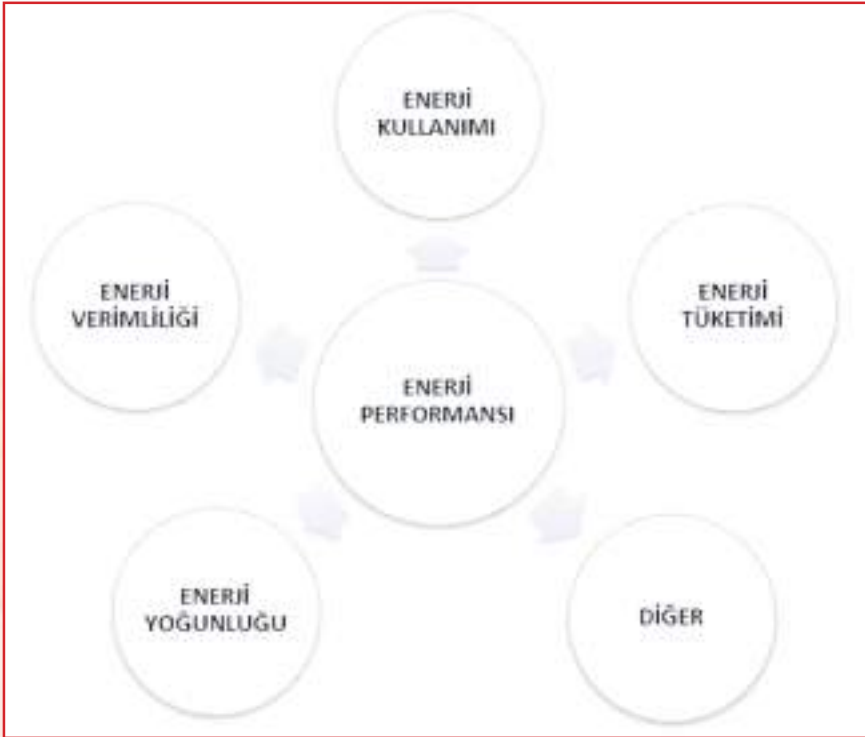 ENERJİ
KULLANIMI
ENERJİ
VERİMLİLİĞİ
ENERJİ
TÜKETİMİ
ENERJİ
PERFORMANSI
ENERJİ
YOĞUNLUĞU
DİĞER